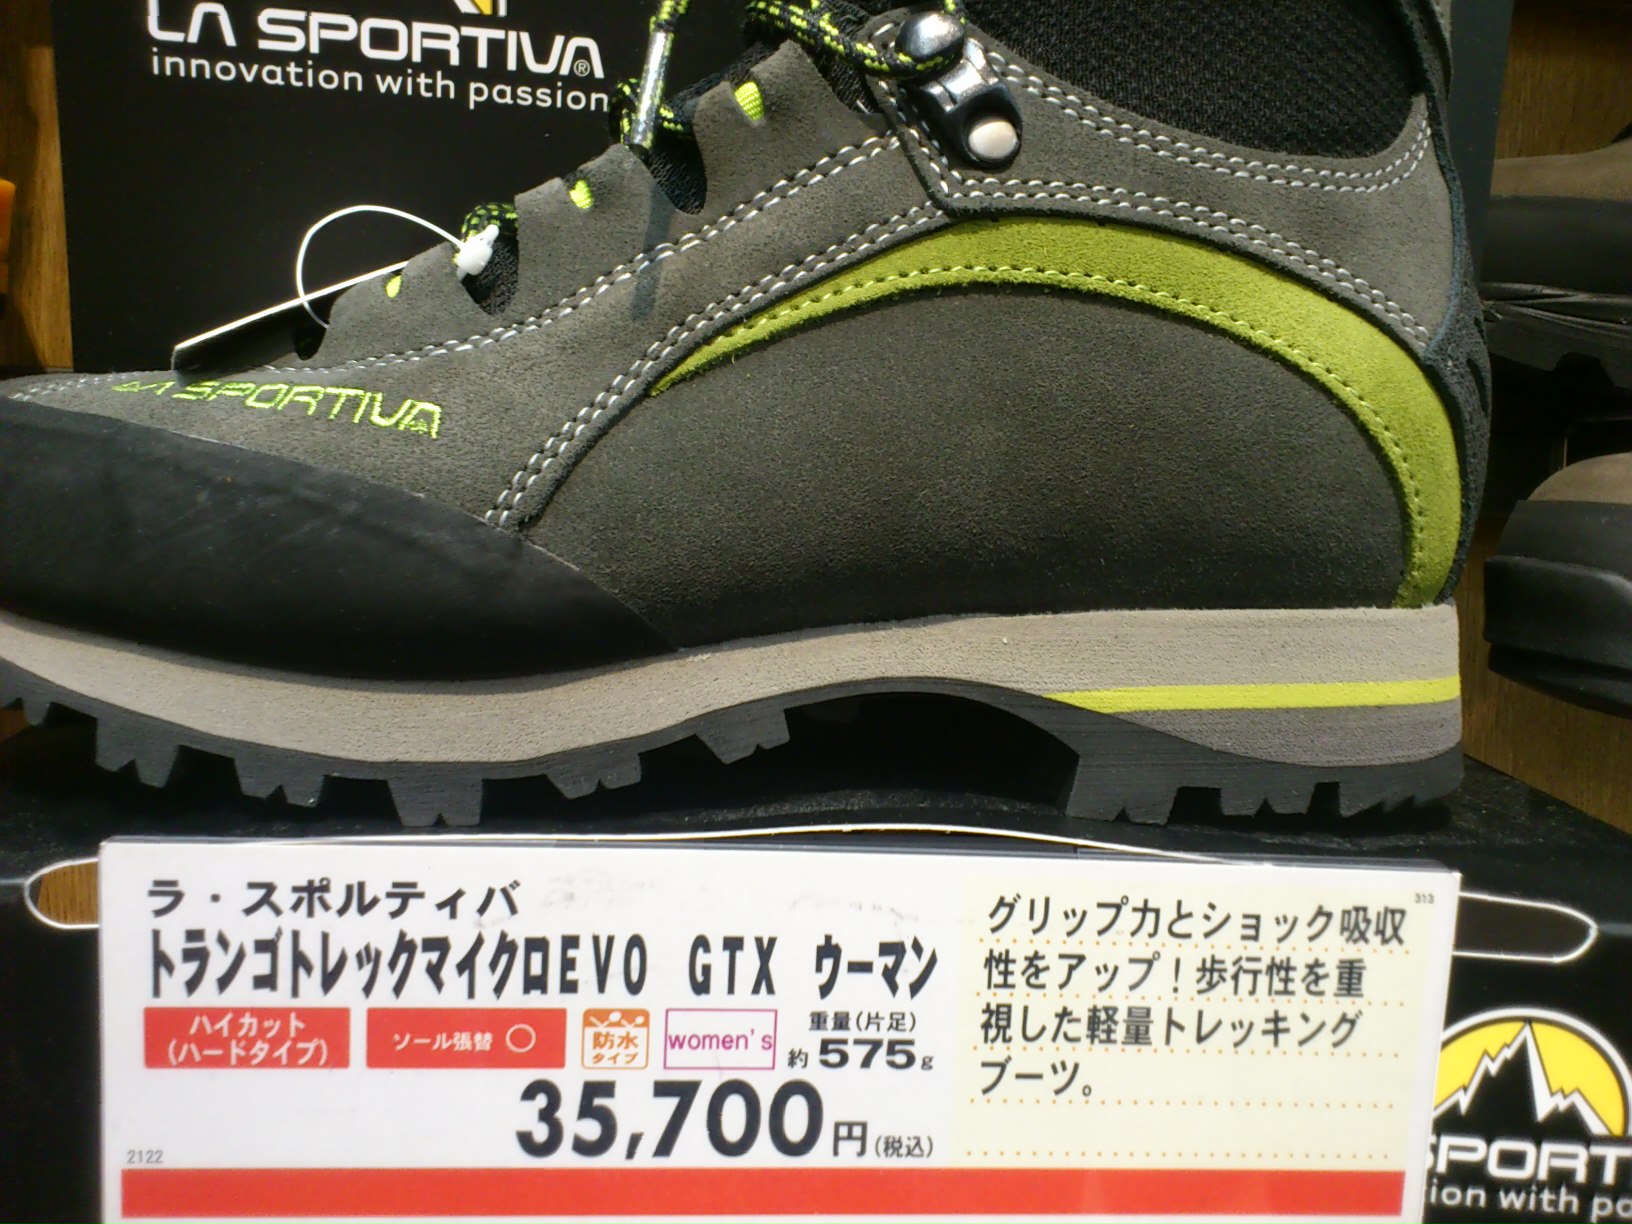 LA SPORTIVA®
innovation with passion
LA SPORTIVA
ラ・スポルティバ
トランゴトレックマイクロEVO GTX ウーマン
ハイカット
(ハードタイプ)
ソール張替 ○
防水
タイプ
women's
重量(片足)
約575g
35,700円(税込)
2122
313
グリップ力とショック吸収
性をアップ!歩行性を重
視した軽量トレッキング
ブーツ。
SPORT
ion with pa